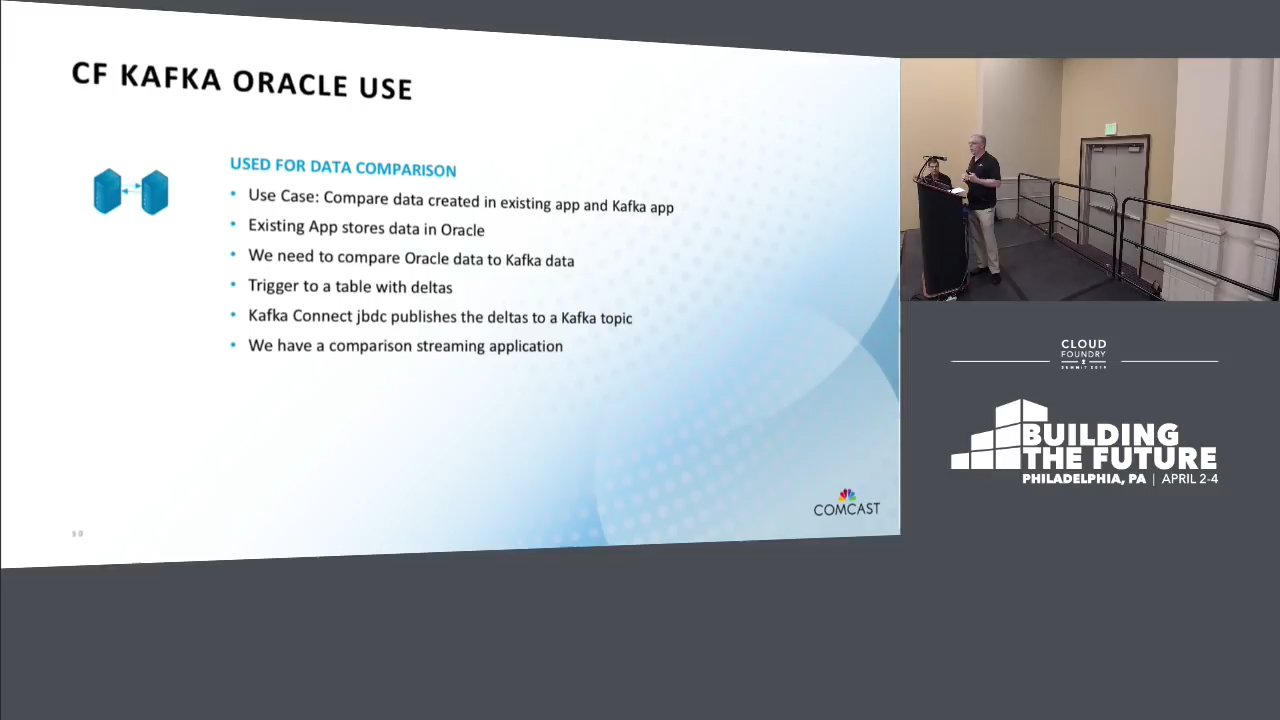 CF KAFKA ORACLE USE
USED FOR DATA COMPARISON
• Use Case: Compare data created in existing app and Kafka app
• Existing App stores data in Oracle
• We need to compare Oracle data to Kafka data
• Trigger to a table with deltas
• Kafka Connect jbdc publishes the deltas to a Kafka topic
• We have a comparison streaming application
COMCAST
50
CLOUD
FOUNDRY
SUMMIT 2019
BUILDING
THE FUTURE
PHILADELPHIA, PA | APRIL 2-4